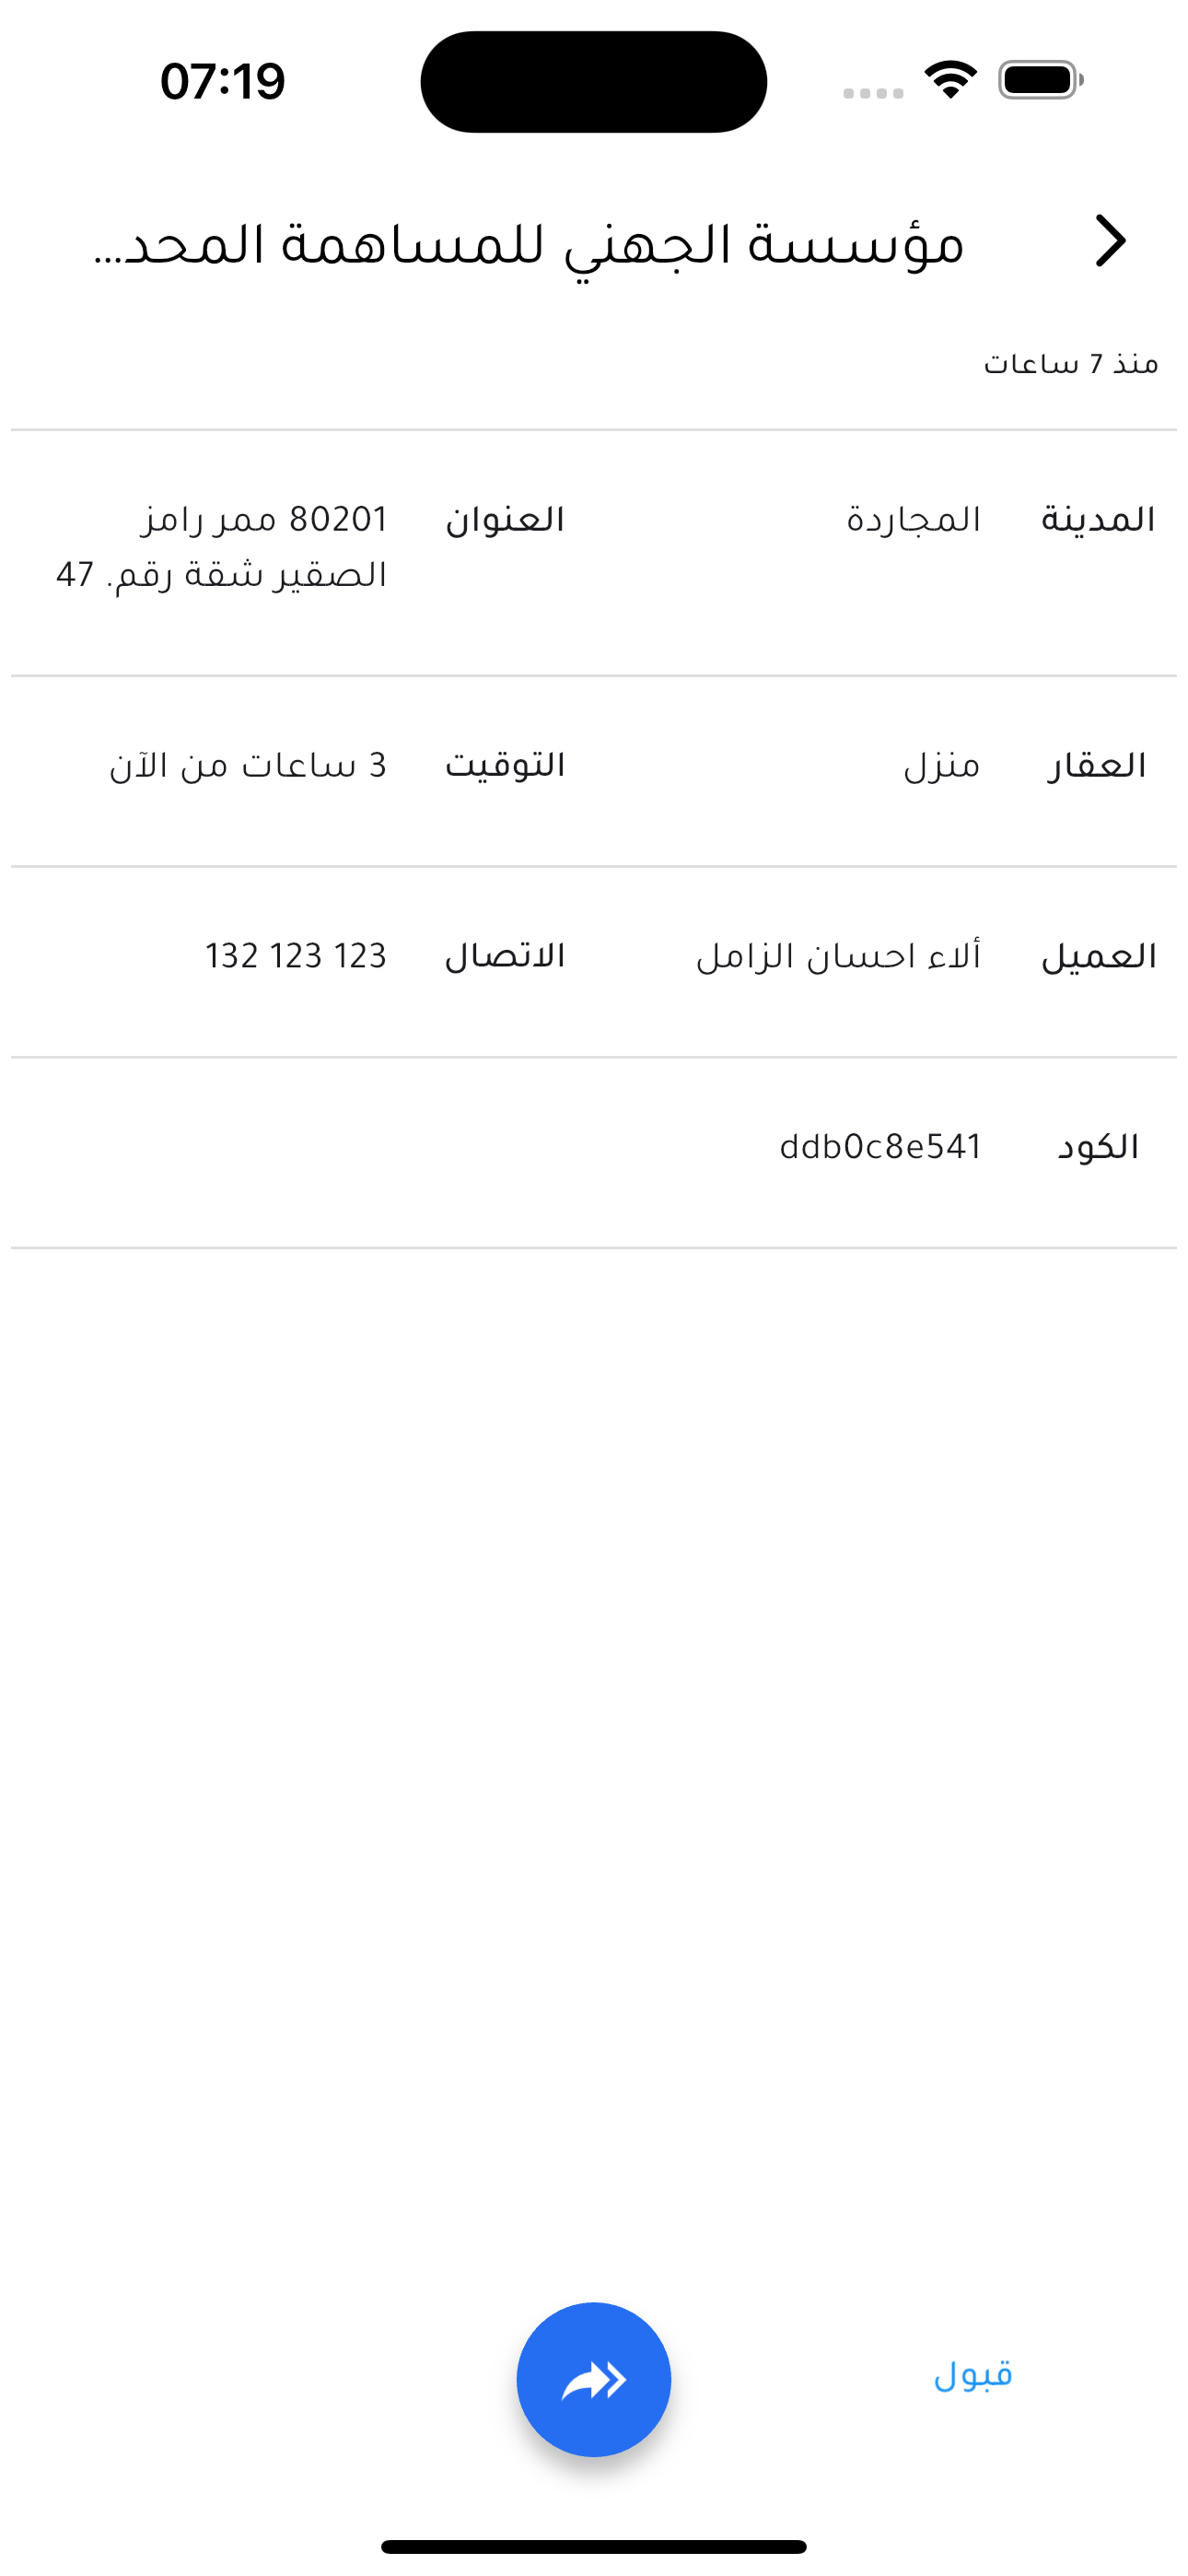 07:19
مؤسسة الجهني للمساهمة المحد...
منذ 7 ساعات
المدينة المجاردة العنوان 80201 ممر رامز
الصقير شقة رقم. 47
العقار منزل التوقيت 3 ساعات من الآن
العميل ألاء احسان الزامل الاتصال 123 123 132
الكود ddb0c8e541
قبول